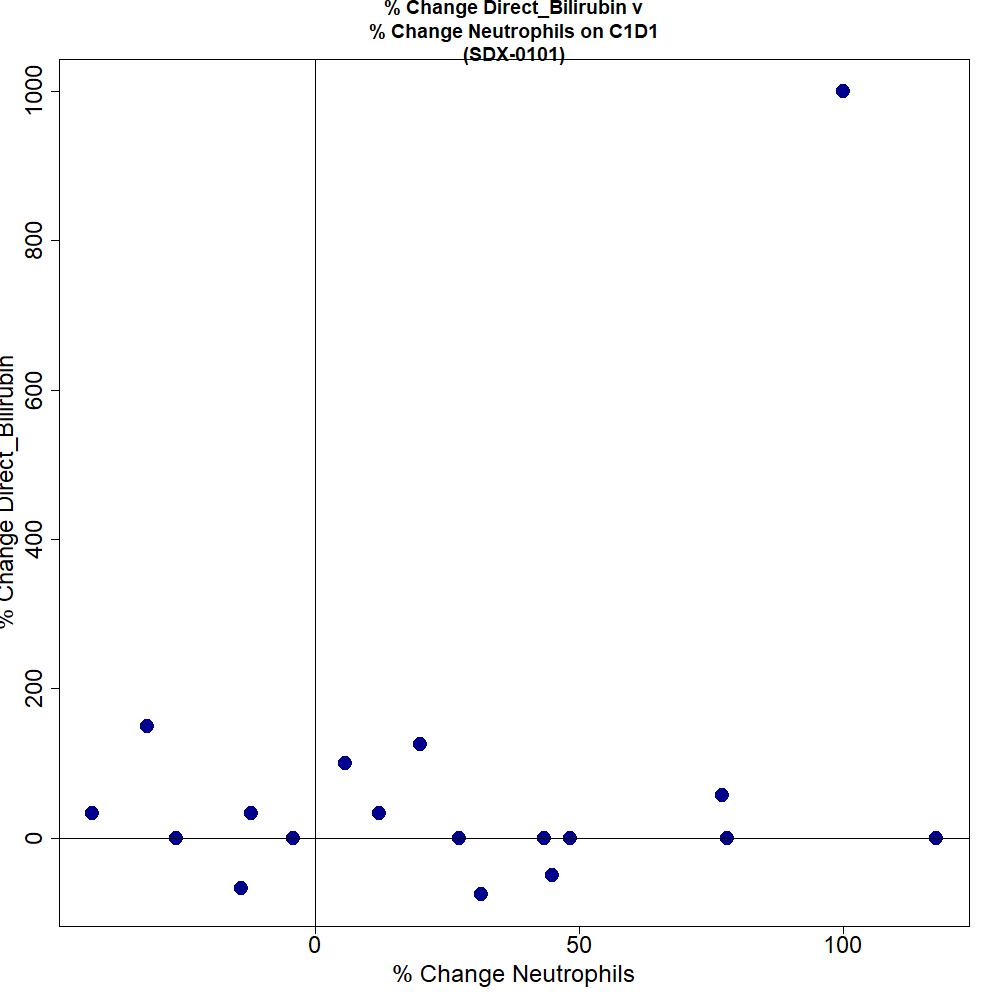 % Change Direct_Bilirubin v
% Change Neutrophils on C1D1
(SDX-0101)
% Change Direct_Bilirubin
1000
800
600
400
200
0
0
50
100
% Change Neutrophils